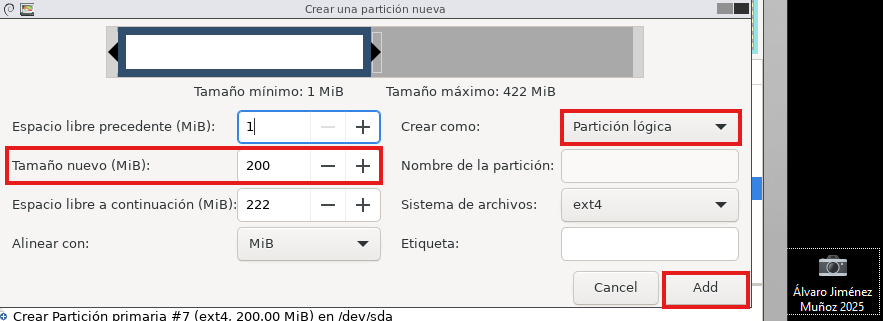 Crear una partición nueva
Tamaño mínimo: 1 MiB Tamaño máximo: 422 MiB
Espacio libre precedente (MiB): 1 Crear como: Partición lógica
Tamaño nuevo (MiB): 200 Nombre de la partición:
Espacio libre a continuación (MiB): 222 Sistema de archivos: ext4
Alinear con: MiB Etiqueta:
Cancel Add
Álvaro Jiménez
Muñoz 2025
Crear Partición primaria #7 (ext4, 200.00 MiB) en /dev/sda